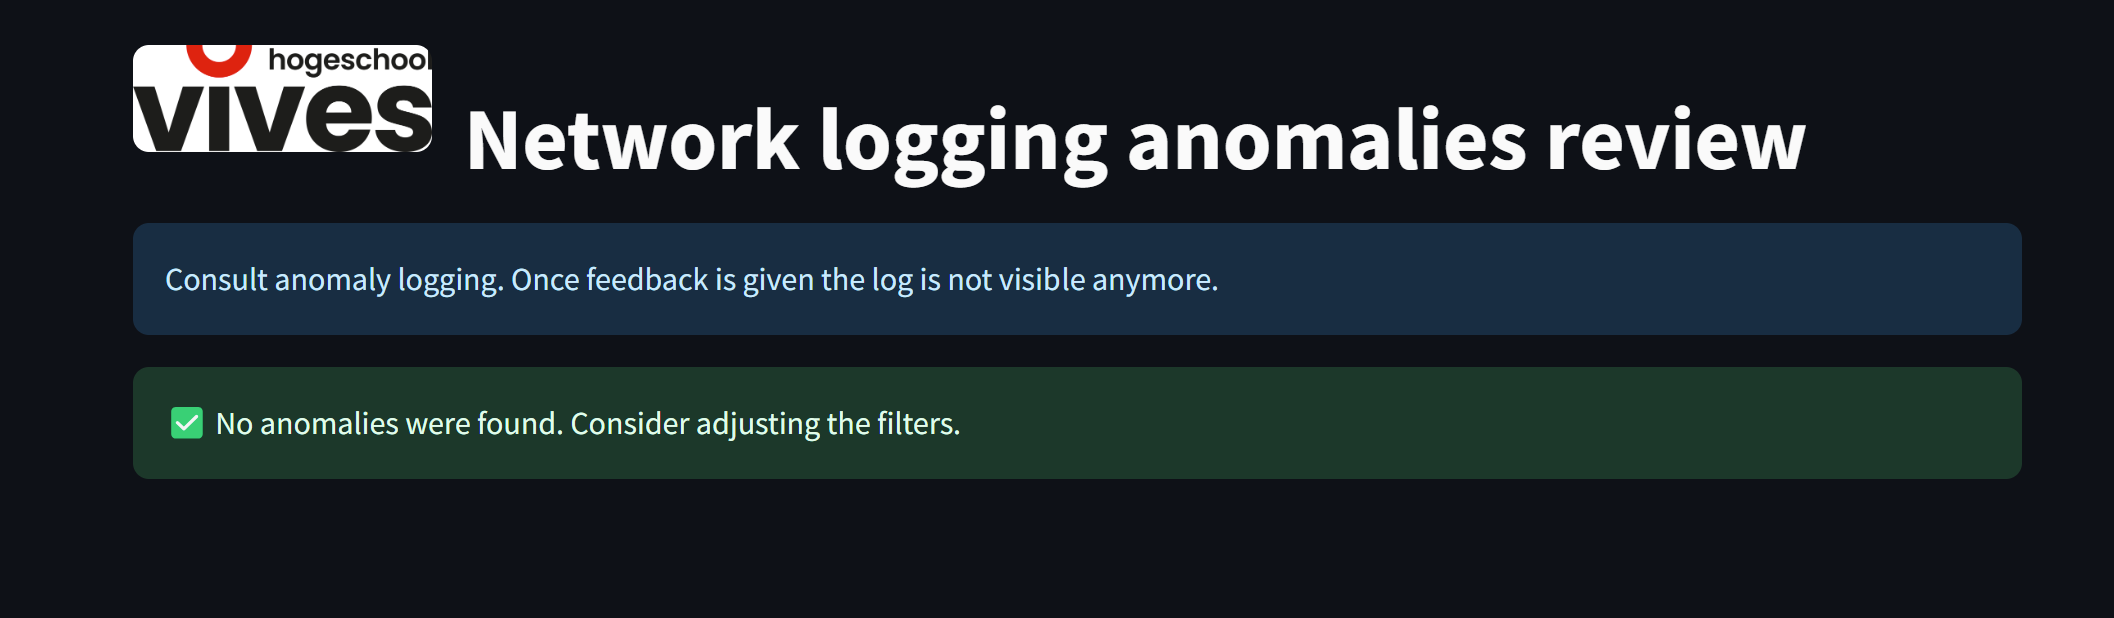 hogeschool
vives
Network logging anomalies review
Consult anomaly logging. Once feedback is given the log is not visible anymore.
✅ No anomalies were found. Consider adjusting the filters.